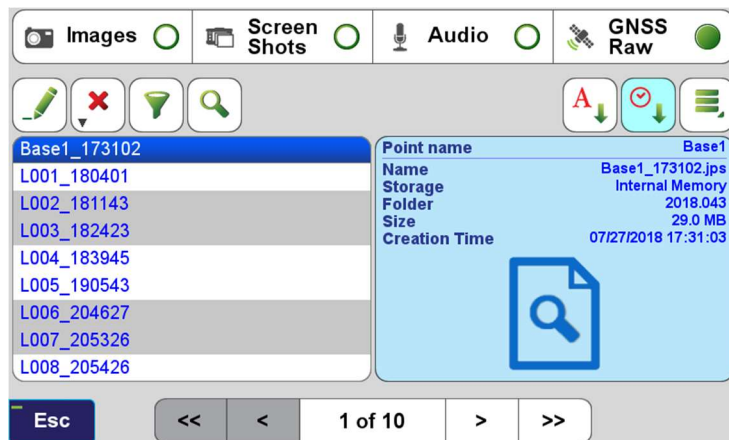 Images Screen Shots Audio GNSS Raw
A
Base1_173102
L001_180401
L002_181143
L003_182423
L004_183945
L005_190543
L006_204627
L007_205326
L008_205426
Point name Base1
Name Base1_173102.jps
Storage Internal Memory
Folder 2018.043
Size 29.0 MB
Creation Time 07/27/2018 17:31:03
Esc << < 1 of 10 > >>